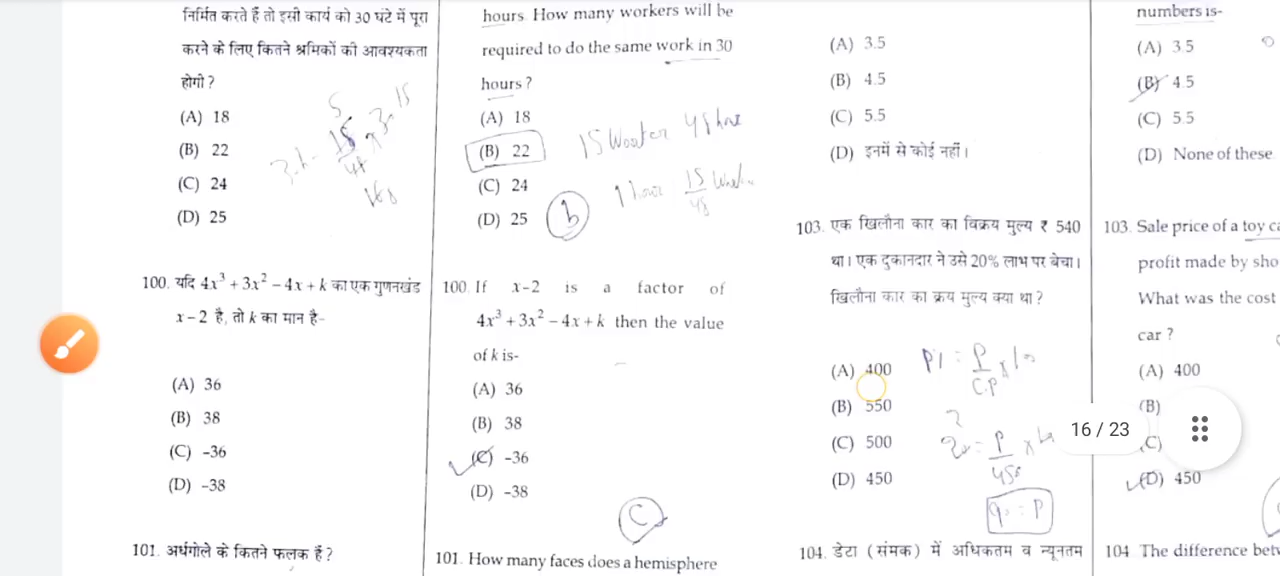 निर्मित करते हैं तो इसी कार्य को 30 घंटे में पूरा
करने के लिए कितने श्रमिकों की आवश्यकता
होगी ?
(A) 18
(B) 22
(C) 24
(D) 25
100. यदि 4x³ + 3x² − 4x + k का एक गुणनखंड
x − 2 है, तो k का मान है-
(A) 36
(B) 38
(C) -36
(D) -38
101. अर्धगोले के कितने फलक हैं ?
hours. How many workers will be
required to do the same work in 30
hours ?
(A) 18
(B) 22
(C) 24
(D) 25
15 48
1 hour 15/48
b
100. If x-2 is a factor of
4x³ + 3x² − 4x + k then the value
of k is-
(A) 36
(B) 38
(C) -36
(D) -38
C
101. How many faces does a hemisphere
(A) 3.5
(B) 4.5
(C) 5.5
(D) इनमें से कोई नहीं।
103. एक खिलौना कार का विक्रय मूल्य ₹ 540
था। एक दुकानदार ने उसे 20% लाभ पर बेचा।
खिलौना कार का क्रय मूल्य क्या था ?
(A) 400
(B) 550
(C) 500
(D) 450
90 = P
104. डेटा (संमक) में अधिकतम व न्यूनतम
numbers is-
(A) 3.5
(B) 4.5
(C) 5.5
(D) None of these
103. Sale price of a toy
profit made by
What was the cost
car ?
(A) 400
(B)
(D) 450
104 The difference
16 / 23